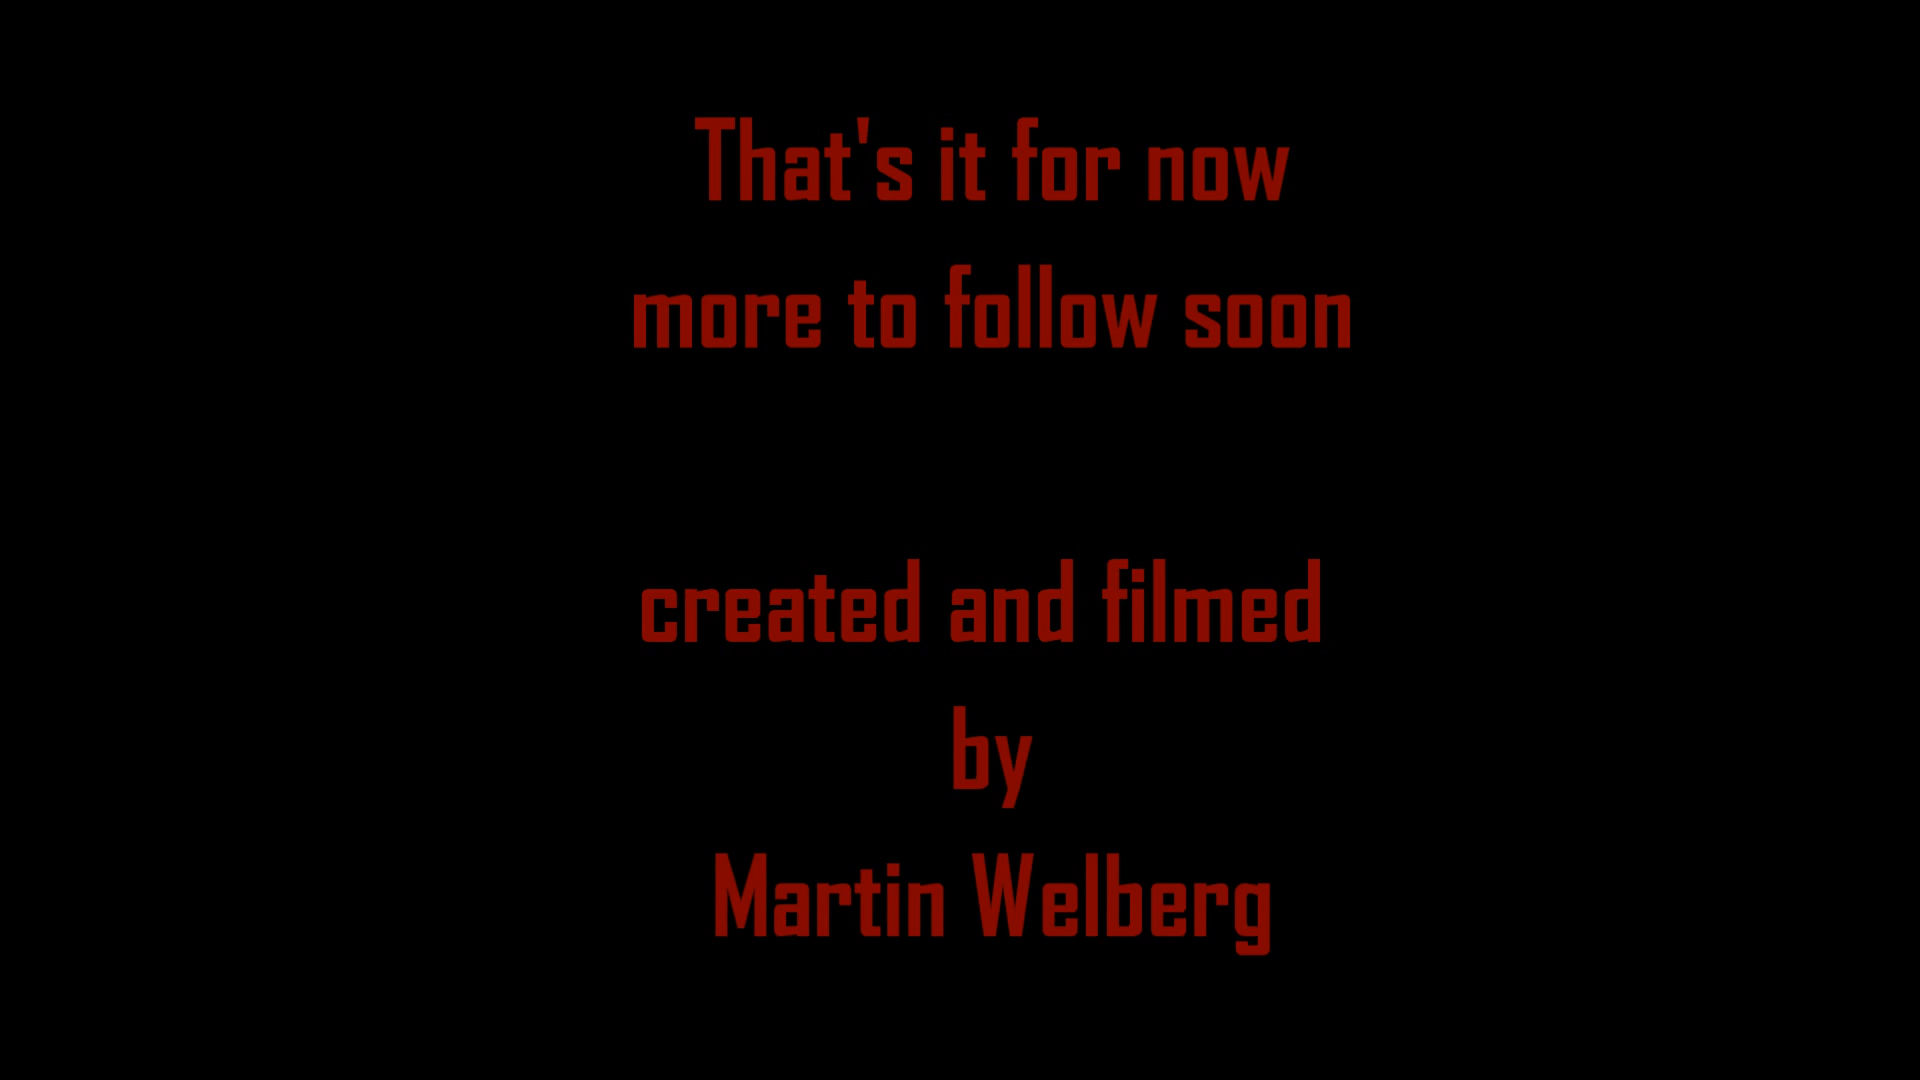 That's it for now
more to follow soon
created and filmed
by
Martin Welberg